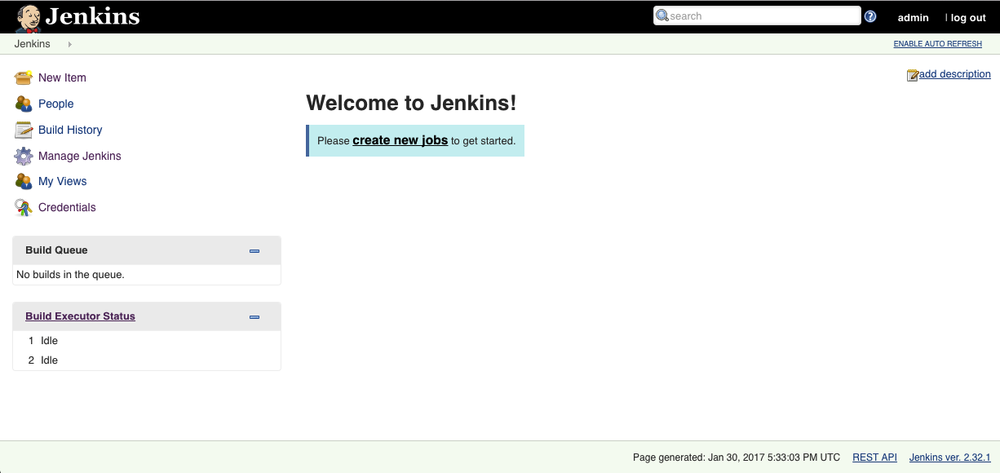 Jenkins
search
admin | log out
Jenkins
ENABLE AUTO REFRESH
New Item
People
Build History
Manage Jenkins
My Views
Credentials
Build Queue
No builds in the queue.
Build Executor Status
1 Idle
2 Idle
add description
Welcome to Jenkins!
Please create new jobs to get started.
Page generated: Jan 30, 2017 5:33:03 PM UTC REST API Jenkins ver. 2.32.1